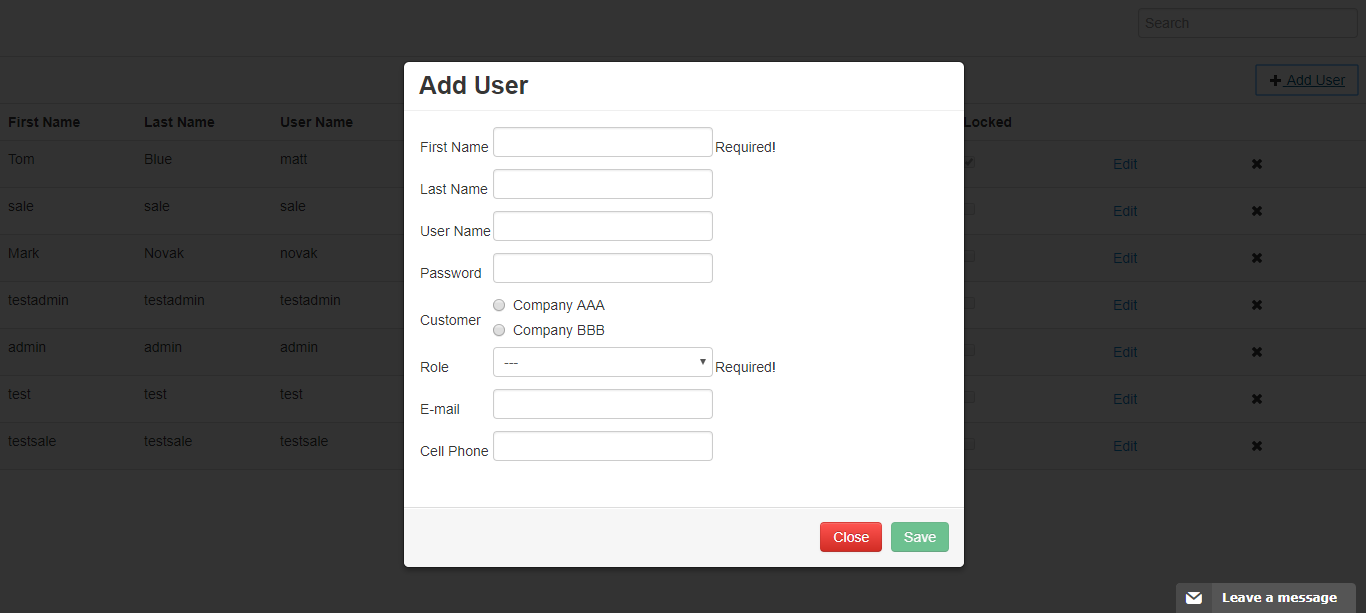 Search
+ Add User
First Name Last Name User Name Locked
Tom Blue matt Edit
sale sale sale Edit
Mark Novak novak Edit
testadmin testadmin testadmin Edit
admin admin admin Edit
test test test Edit
testsale testsale testsale Edit
Add User
First Name Required!
Last Name
User Name
Password
Customer
Company AAA
Company BBB
Role --- Required!
E-mail
Cell Phone
Close Save
Leave a message